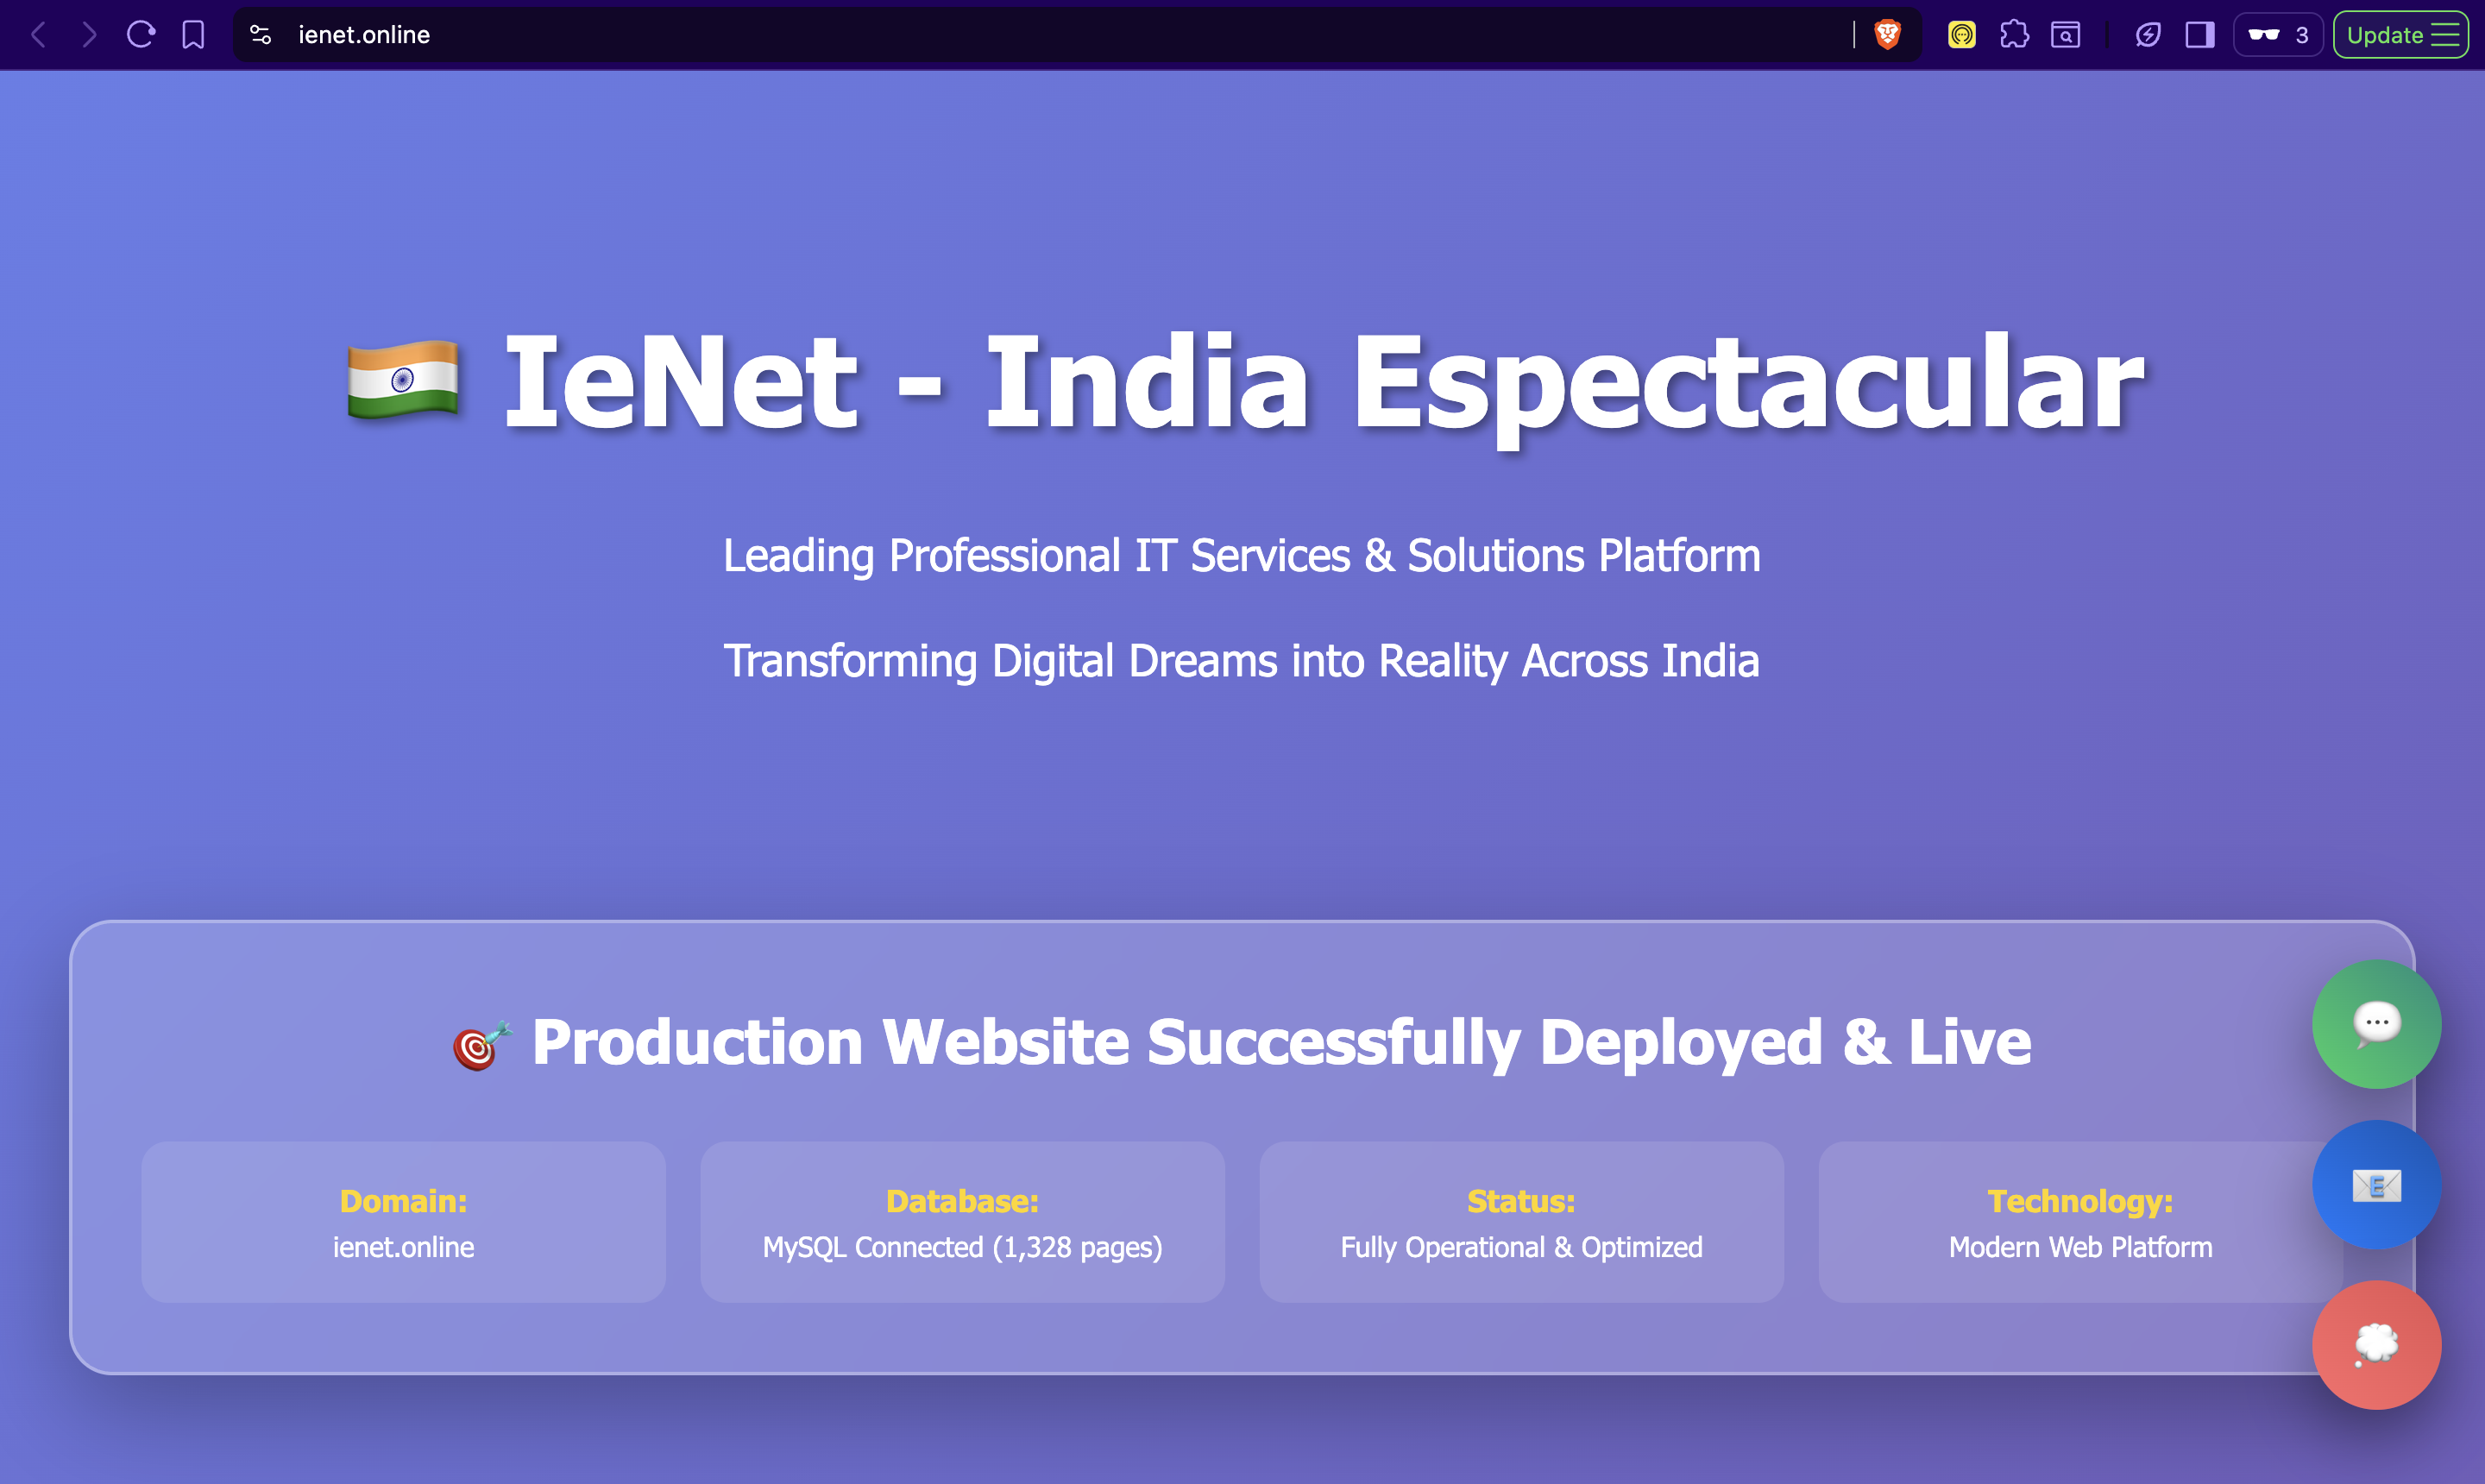 ienet.online
3
Update
IeNet - India Espectacular
Leading Professional IT Services & Solutions Platform
Transforming Digital Dreams into Reality Across India
Production Website Successfully Deployed & Live
Domain:
ienet.online
Database:
MySQL Connected (1,328 pages)
Status:
Fully Operational & Optimized
Technology:
Modern Web Platform
E